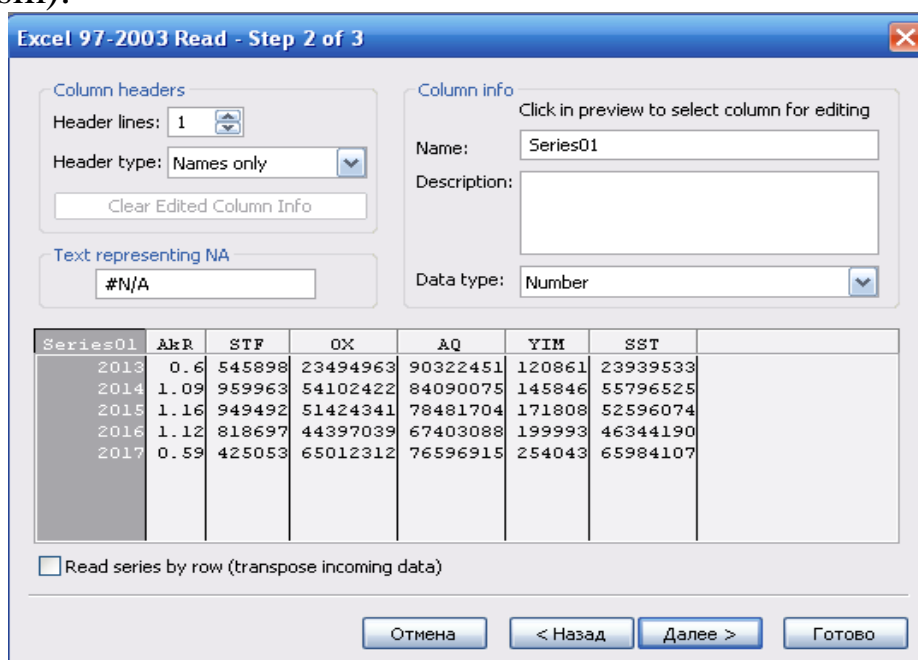 Excel 97-2003 Read - Step 2 of 3
Column headers
Header lines: 1
Header type: Names only
Clear Edited Column Info
Text representing NA
#N/A
Column info
Click in preview to select column for editing
Name: Series01
Description:
Data type: Number
Series01 AkR STF OX AQ YIM SST
2013 0.6 545898 23494963 90322451 120861 23939533
2014 1.09 959963 54102422 84090075 145846 55796525
2015 1.16 949492 51424341 78481704 171808 52596074
2016 1.12 818697 44397039 67403088 199993 46344190
2017 0.59 425053 65012312 76596915 254043 65984107
Read series by row (transpose incoming data)
Отмена < Назад Далее > Готово